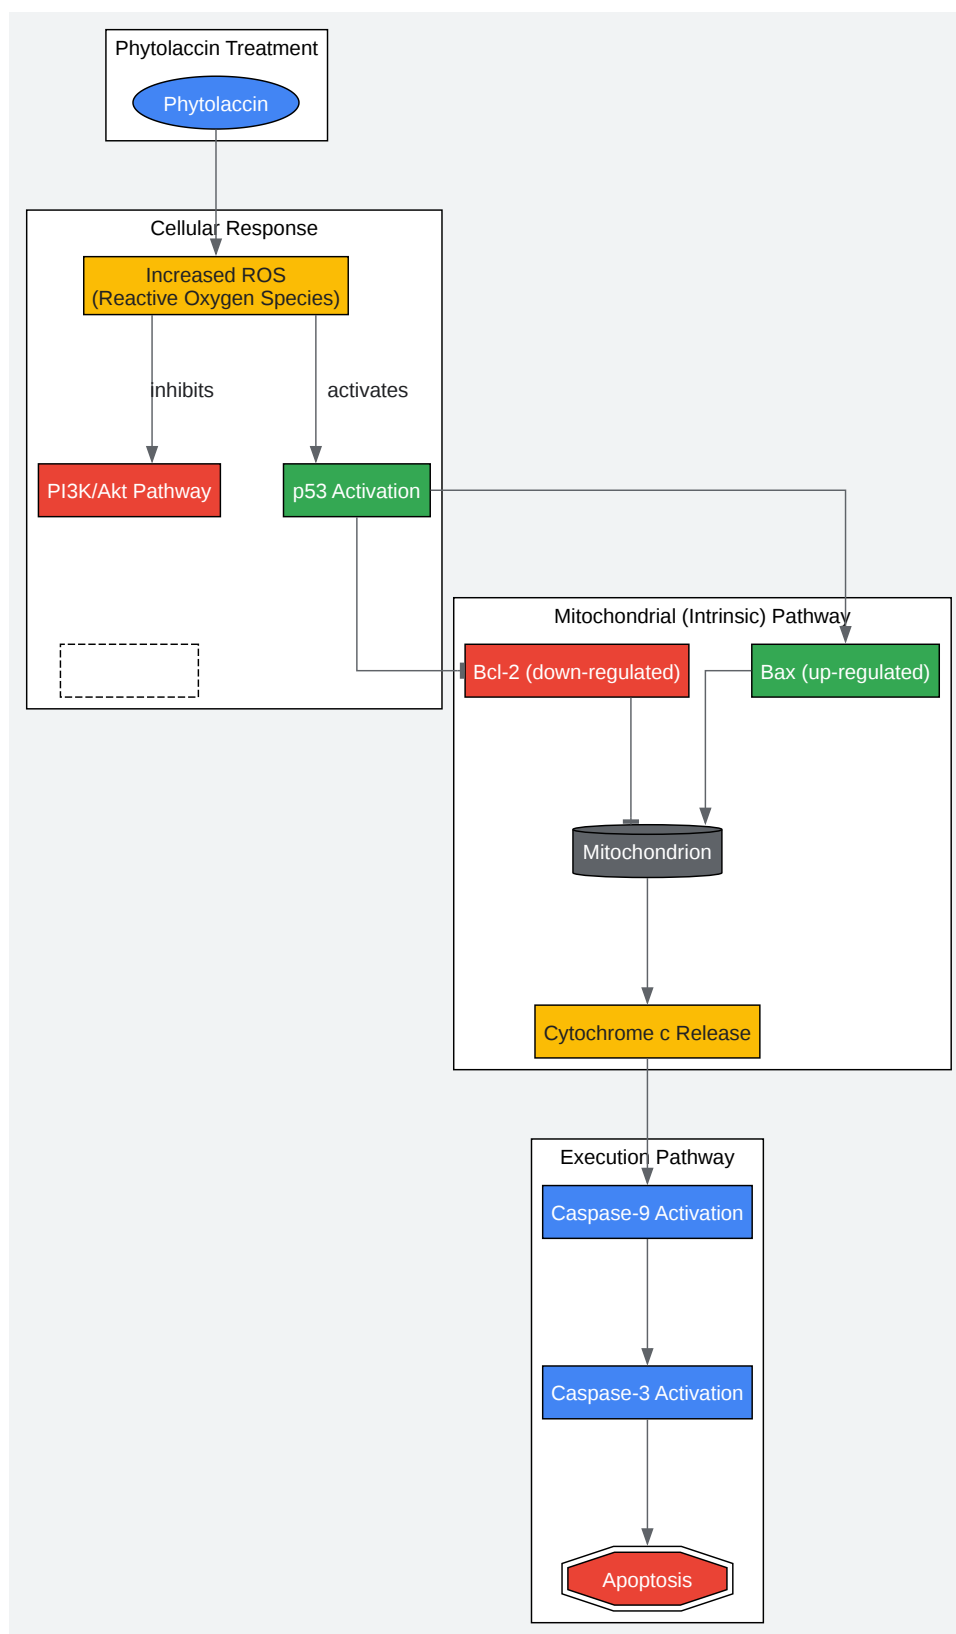 Phytolaccin Treatment
Phytolaccin
Cellular Response
Increased ROS
(Reactive Oxygen Species)
inhibits
activates
PI3K/Akt Pathway
p53 Activation
Mitochondrial (Intrinsic) Pathway
Bcl-2 (down-regulated)
Bax (up-regulated)
Mitochondrion
Cytochrome c Release
Execution Pathway
Caspase-9 Activation
Caspase-3 Activation
Apoptosis